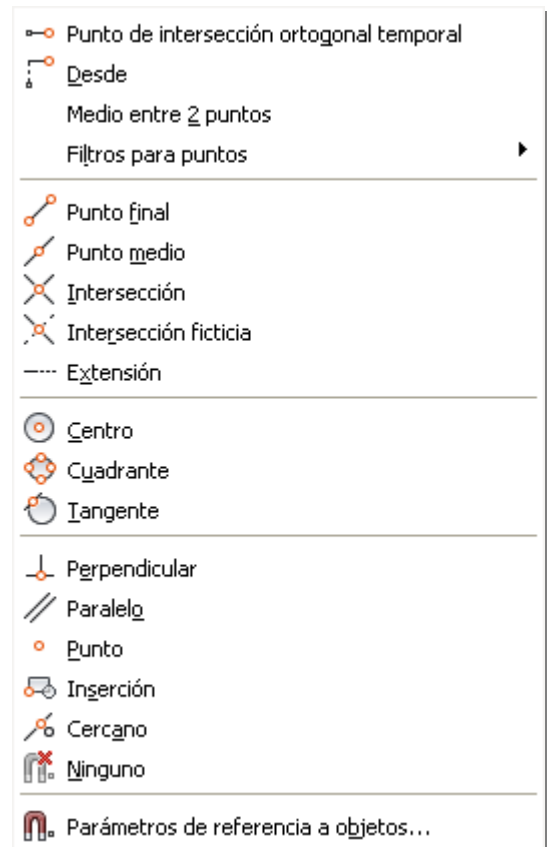 Punto de intersección ortogonal temporal
Desde
Medio entre 2 puntos
Filtros para puntos
Punto final
Punto medio
Intersección
Intersección ficticia
Extensión
Centro
Cuadrante
Tangente
Perpendicular
Paralelo
Punto
Inserción
Cercano
Ninguno
Parámetros de referencia a objetos...